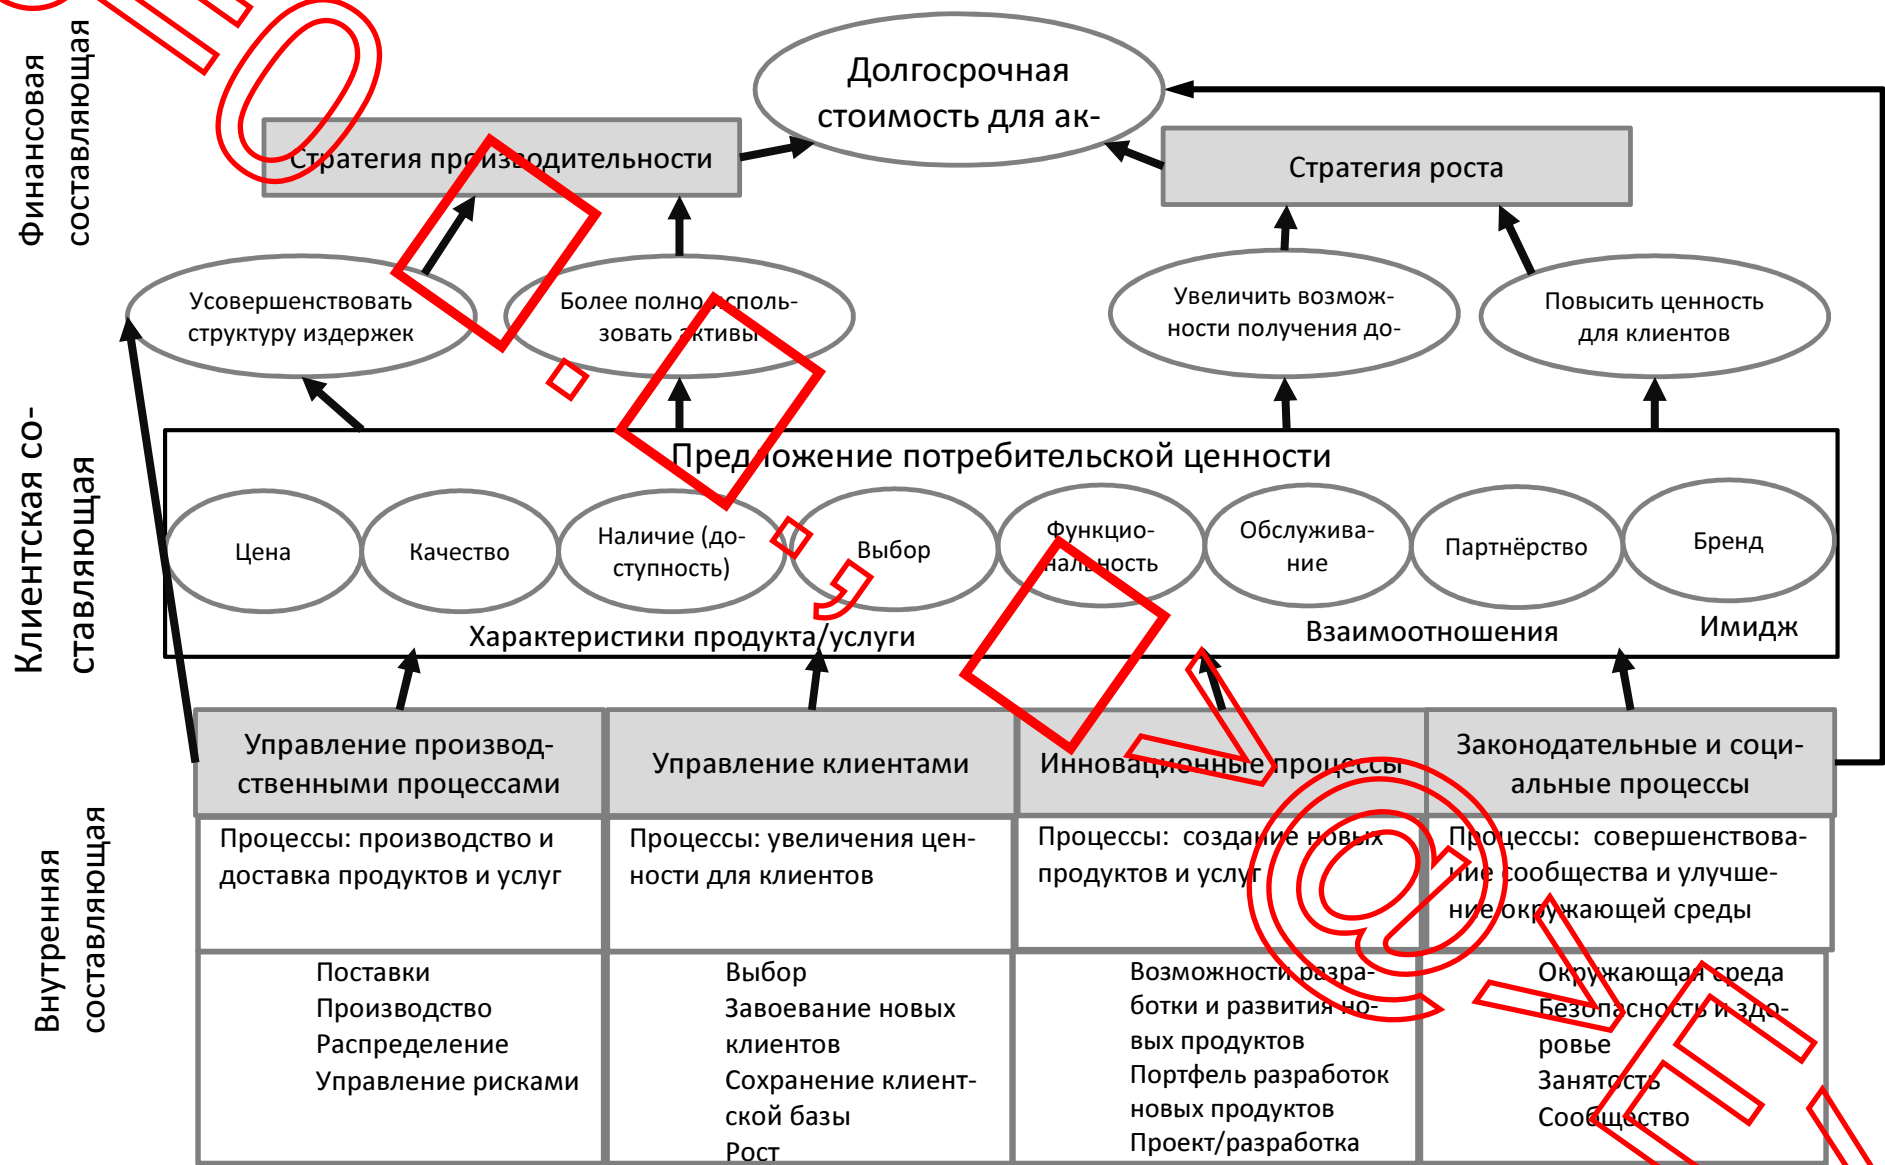 Финансовая
составляющая
Долгосрочная
стоимость для ак-
Стратегия производительности
Стратегия роста
Усовершенствовать
структуру издержек
Более полно исполь-
зовать активы
Увеличить возмож-
ности получения до-
Повысить ценность
для клиентов
Клиентская со-
ставляющая
Предложение потребительской ценности
Цена
Качество
Наличие (до-
ступность)
Выбор
Функцио-
нальность
Обслужива-
ние
Партнёрство
Бренд
Характеристики продукта/услуги
Взаимоотношения
Имидж
Внутренняя
составляющая
Управление производ-
ственными процессами
Управление клиентами
Инновационные процессы
Законодательные и соци-
альные процессы
Процессы: производство и
доставка продуктов и услуг
Процессы: увеличения цен-
ности для клиентов
Процессы: создание новых
продуктов и услуг
Процессы: совершенствова-
ние сообщества и улучше-
ние окружающей среды
Поставки
Производство
Распределение
Управление рисками
Выбор
Завоевание новых
клиентов
Сохранение клиент-
ской базы
Рост
Возможности разра-
ботки и развития но-
вых продуктов
Портфель разработок
новых продуктов
Проект/разработка
Окружающая среда
Безопасность и здо-
ровье
Занятость
Сообщество